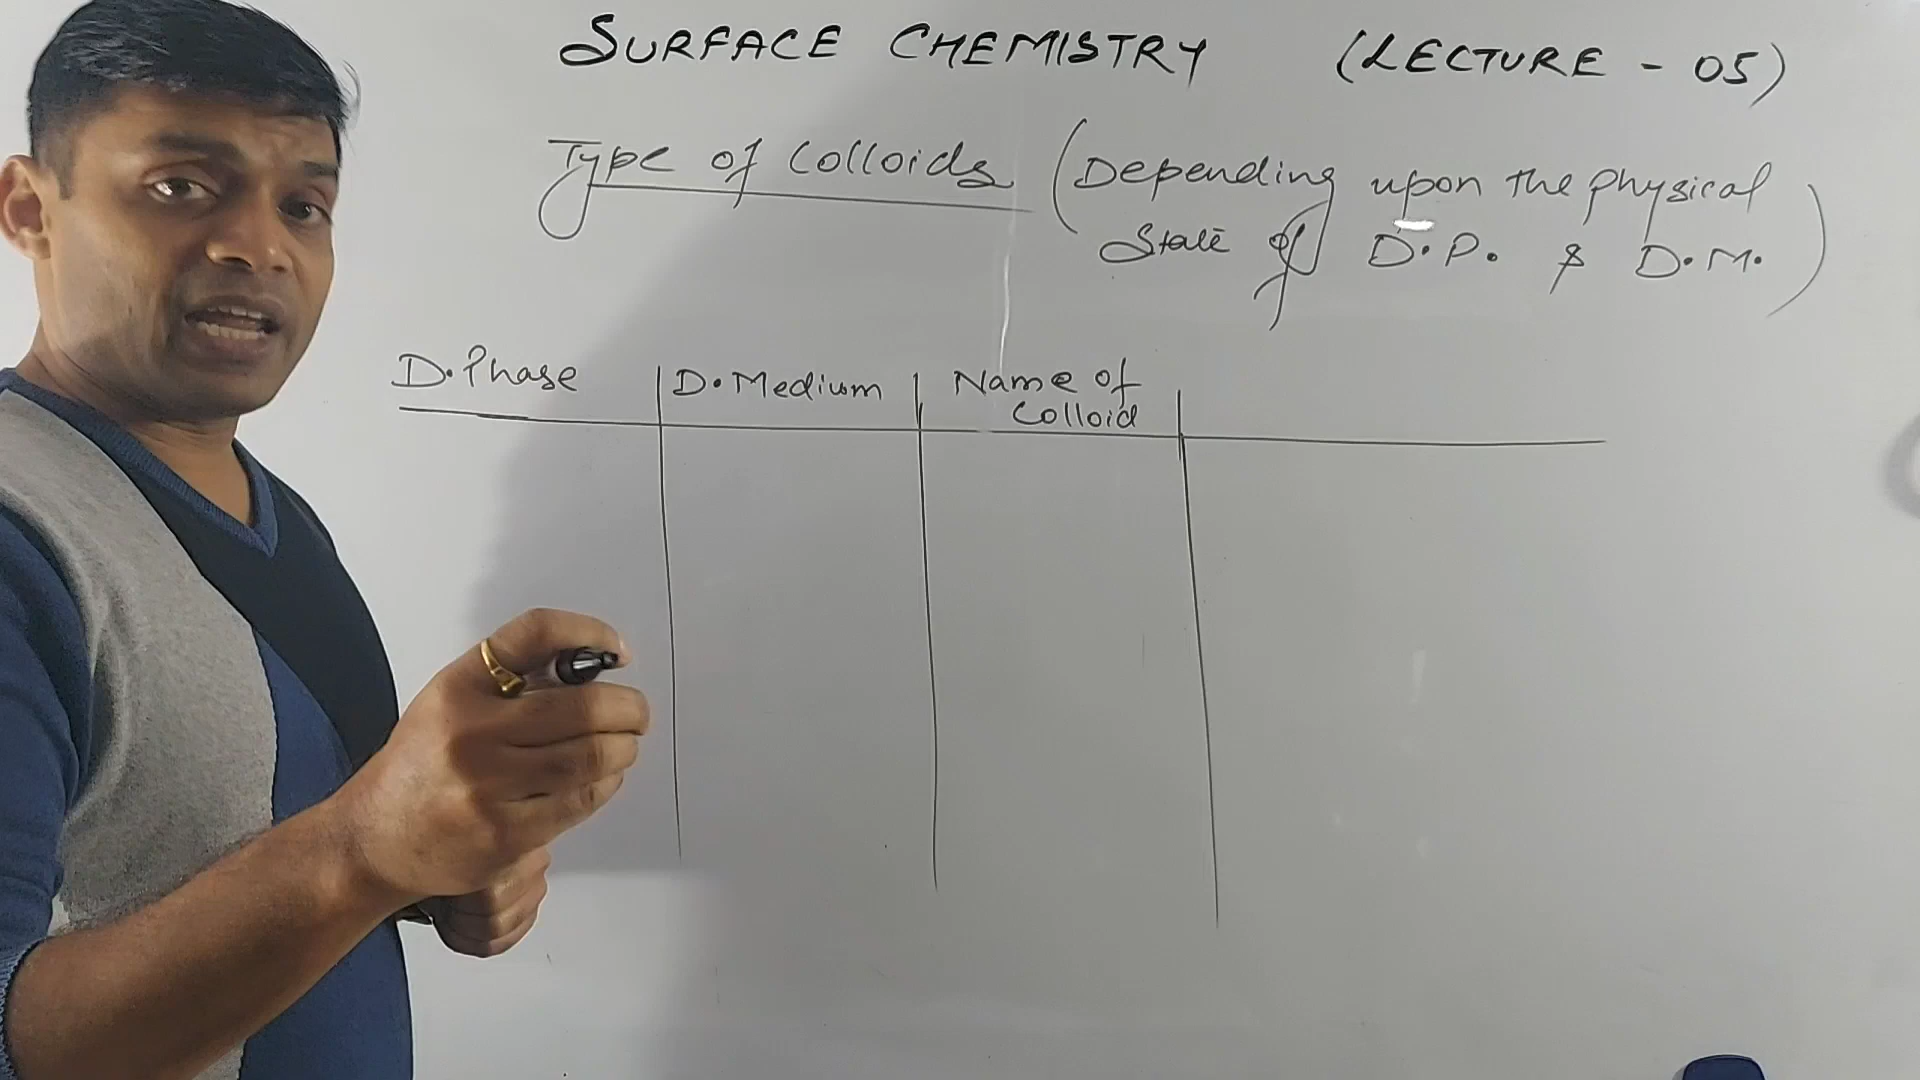 SURFACE CHEMISTRY (LECTURE - 05)
Type of Colloids (Depending upon the physical
State of D.P. & D.M.)
D.Phase D.Medium Name of
Colloid